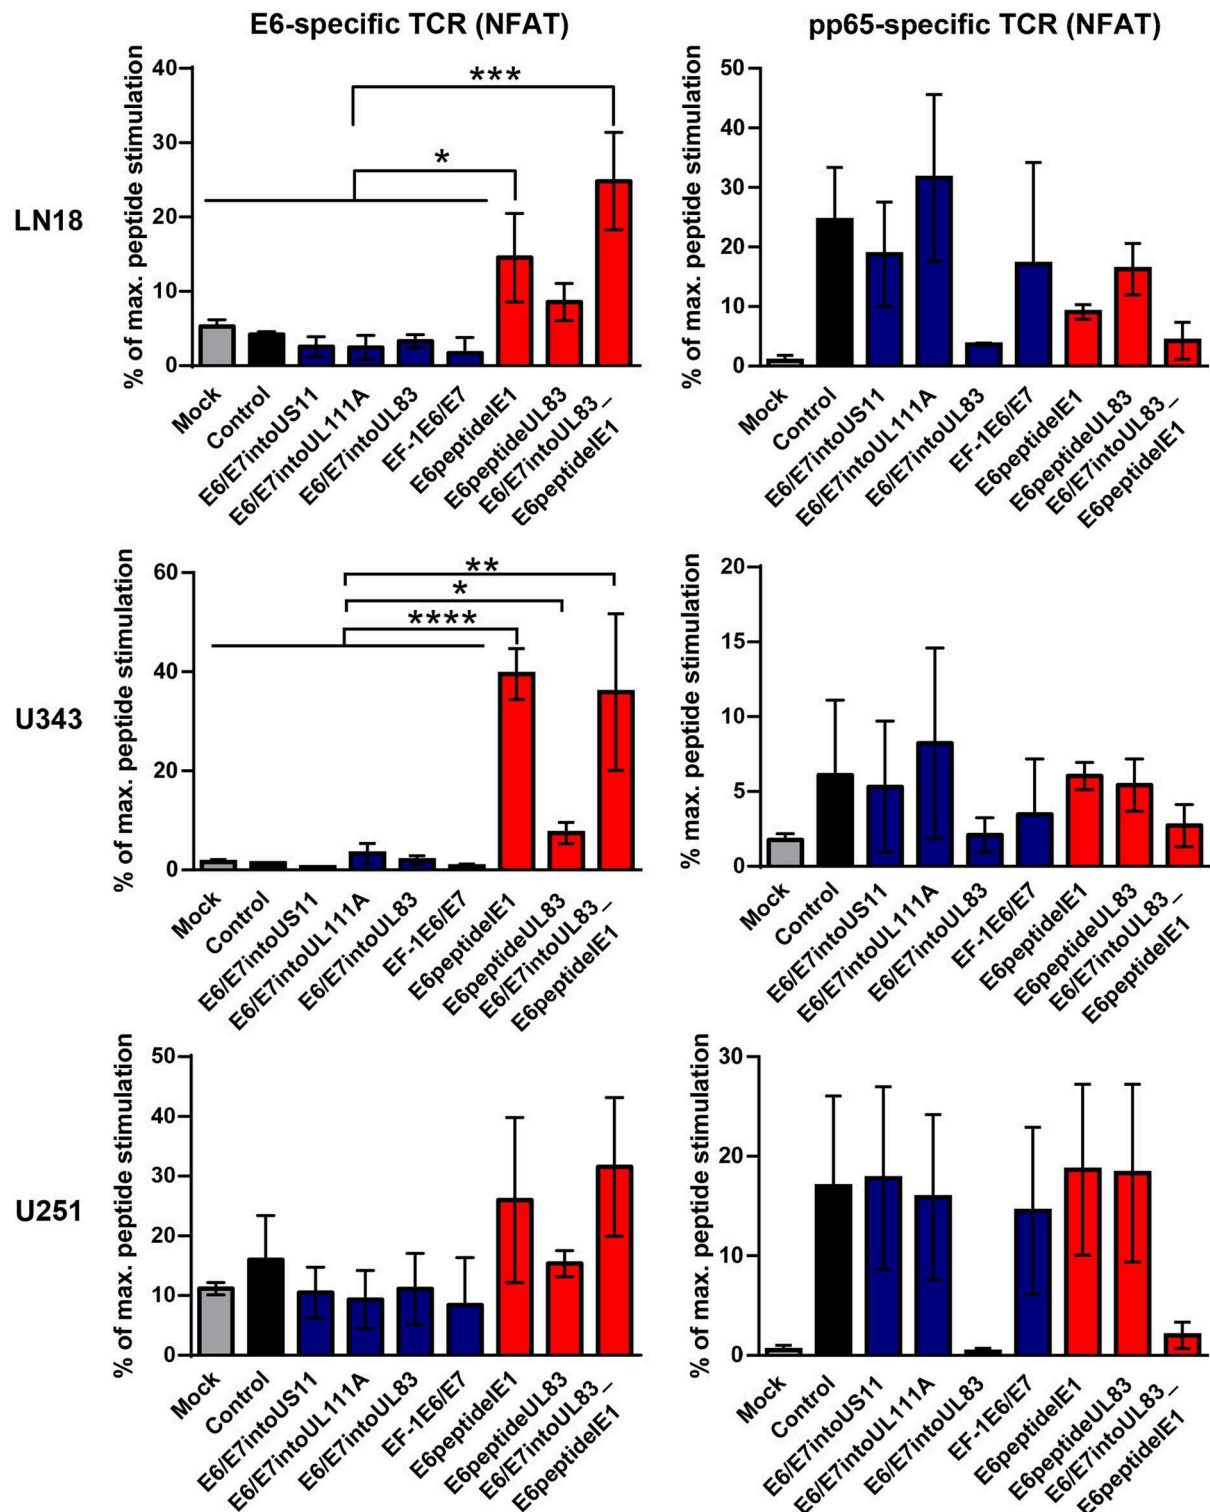 E6-specific TCR (NFAT)
pp65-specific TCR (NFAT)
LN18
% of max. peptide stimulation
40
30
20
10
0
***
*
Mock
Control
E6/E7intoUS11
E6/E7intoUL111A
E6/E7intoUL83
EF-1E6/E7
E6peptideIE1
E6peptideUL83
E6/E7intoUL83_
E6peptideIE1
% of max. peptide stimulation
50
40
30
20
10
0
Mock
Control
E6/E7intoUS11
E6/E7intoUL111A
E6/E7intoUL83
EF-1E6/E7
E6peptideIE1
E6peptideUL83
E6/E7intoUL83_
E6peptideIE1
U343
% of max. peptide stimulation
60
40
20
0
**
*
****
Mock
Control
E6/E7intoUS11
E6/E7intoUL111A
E6/E7intoUL83
EF-1E6/E7
E6peptideIE1
E6peptideUL83
E6/E7intoUL83_
E6peptideIE1
% max. peptide stimulation
20
15
10
5
0
Mock
Control
E6/E7intoUS11
E6/E7intoUL111A
E6/E7intoUL83
EF-1E6/E7
E6peptideIE1
E6peptideUL83
E6/E7intoUL83_
E6peptideIE1
U251
% of max. peptide stimulation
50
40
30
20
10
0
Mock
Control
E6/E7intoUS11
E6/E7intoUL111A
E6/E7intoUL83
EF-1E6/E7
E6peptideIE1
E6peptideUL83
E6/E7intoUL83_
E6peptideIE1
% of max. peptide stimulation
30
20
10
0
Mock
Control
E6/E7intoUS11
E6/E7intoUL111A
E6/E7intoUL83
EF-1E6/E7
E6peptideIE1
E6peptideUL83
E6/E7intoUL83_
E6peptideIE1